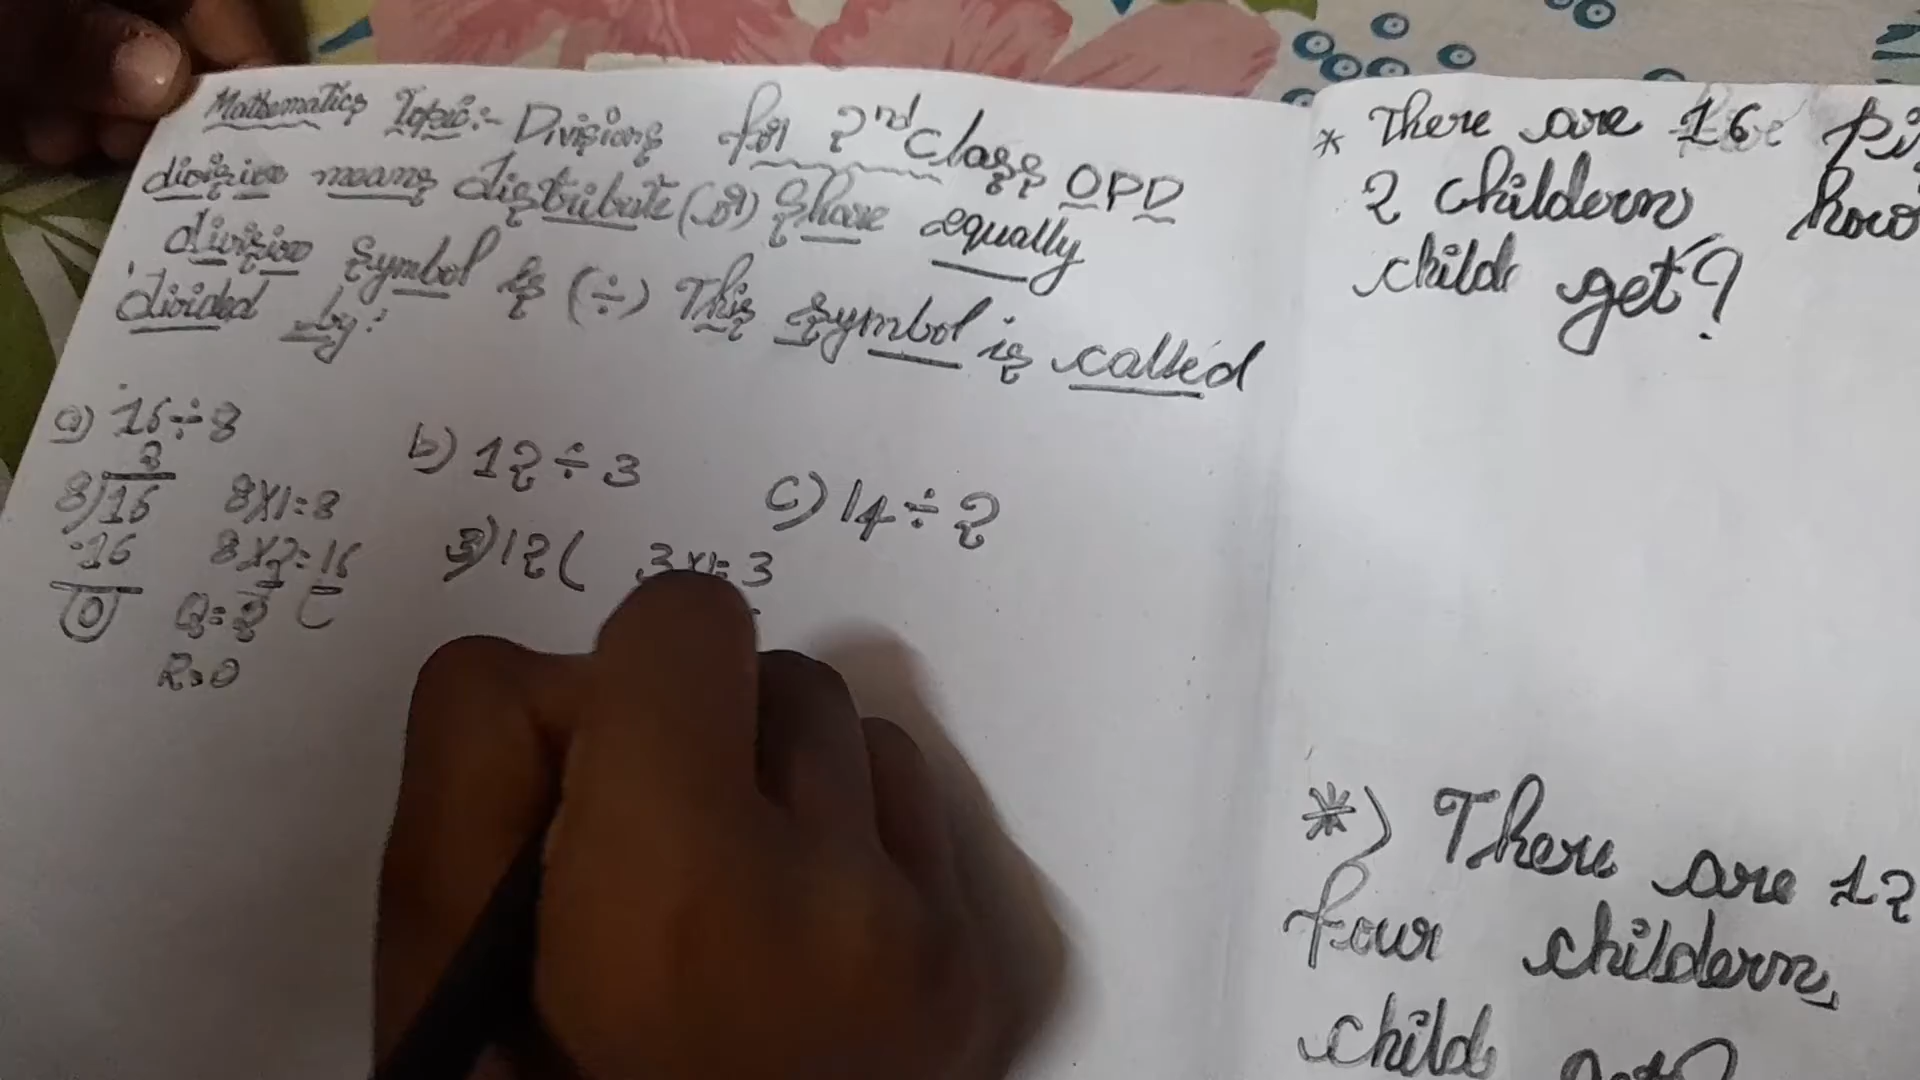 Mathematics Topic:- Divisions for 2nd Class OPD
division means distribute (or) share equally
division symbol is (÷) This symbol is called
divided by:
a) 16÷8
2
8)16 8×1=8
-16 8×2=16
0 Q=2
R=0
b) 12÷3
3)12( 3×1=3
c) 14÷2
* There are 16
2 childern how
child get?
*) There are 12
four childern,
child